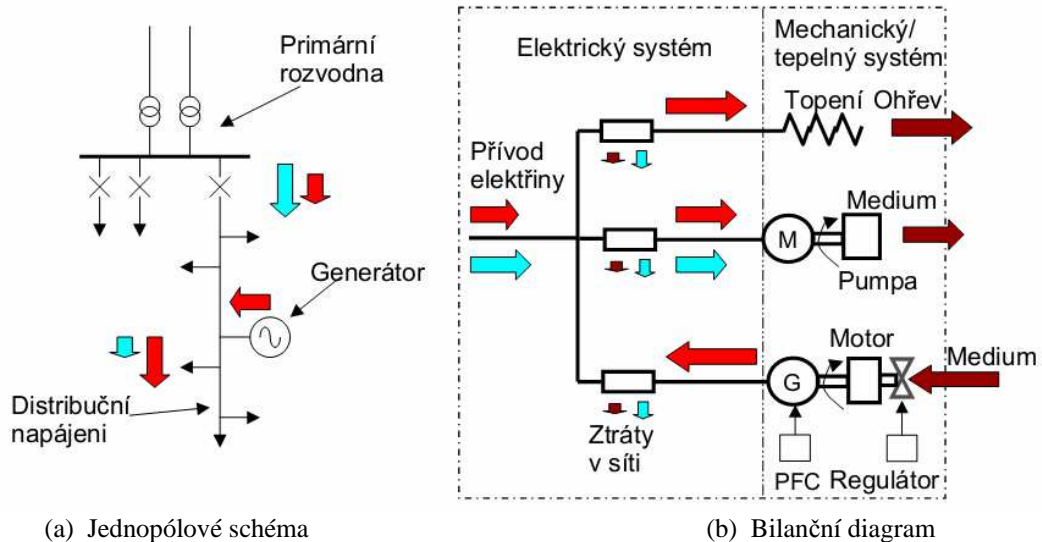 Primární
rozvodna
Generátor
Distribuční
napájeni
(a) Jednopólové schéma
Elektrický systém
Mechanický/
tepelný systém
Topení Ohřev
Přívod
elektřiny
Medium
M
Pumpa
Motor
Medium
G
Ztráty
v síti
PFC Regulátor
(b) Bilanční diagram